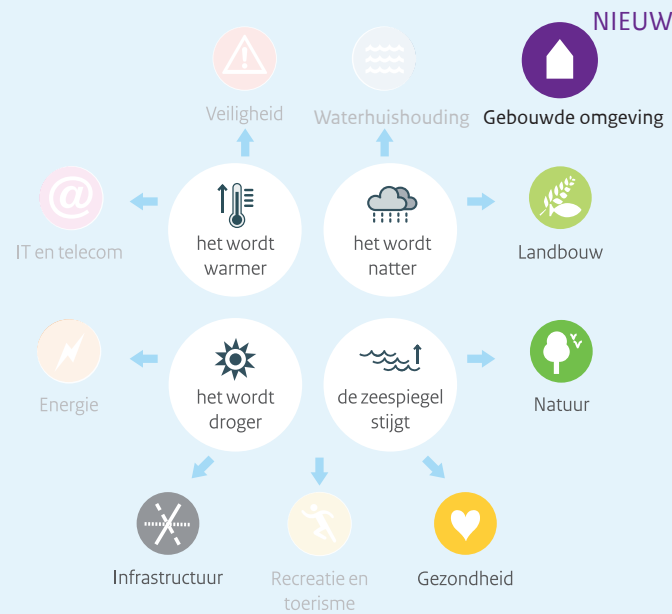 NIEUW
Veiligheid
Waterhuishouding
Gebouwde omgeving
@
IT en telecom
het wordt
warmer
het wordt
natter
Landbouw
Energie
het wordt
droger
de zeespiegel
stijgt
Natuur
Infrastructuur
Recreatie en
toerisme
Gezondheid